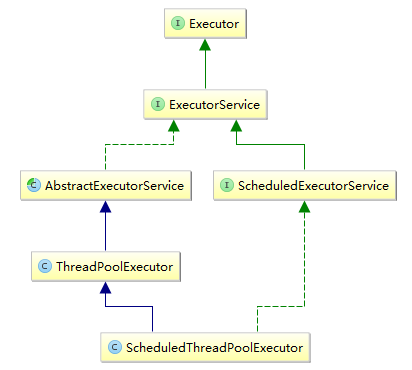 I Executor
I ExecutorService
C AbstractExecutorService
I ScheduledExecutorService
C ThreadPoolExecutor
C ScheduledThreadPoolExecutor